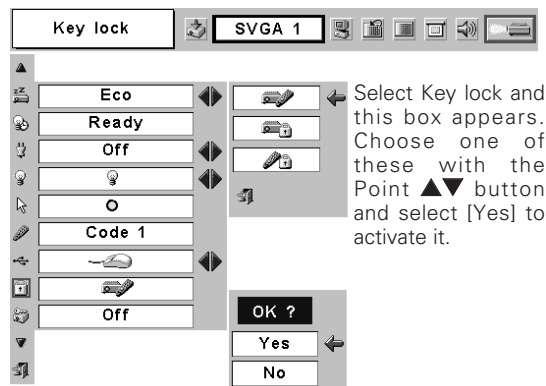 Key lock
SVGA 1
Eco
Ready
Off
Code 1
Off
Select Key lock and
this box appears.
Choose one of
these with the
Point ▲▼ button
and select [Yes] to
activate it.
OK ?
Yes
No